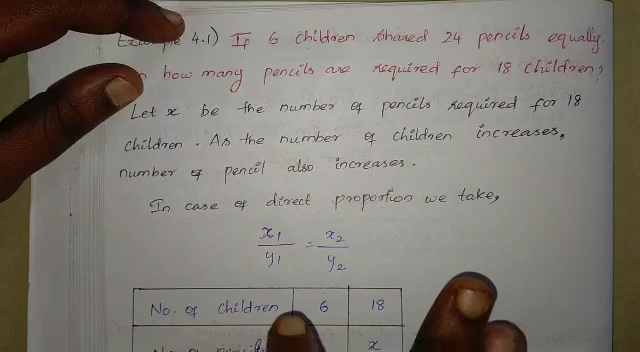 4.1) If 6 children shared 24 pencils equally.
how many pencils are required for 18 children?
Let x be the number of pencils required for 18
children. As the number of children increases,
number of pencil also increases.
In case of direct proportion we take,
x1/y1 = x2/y2
No. of children 6 18
x